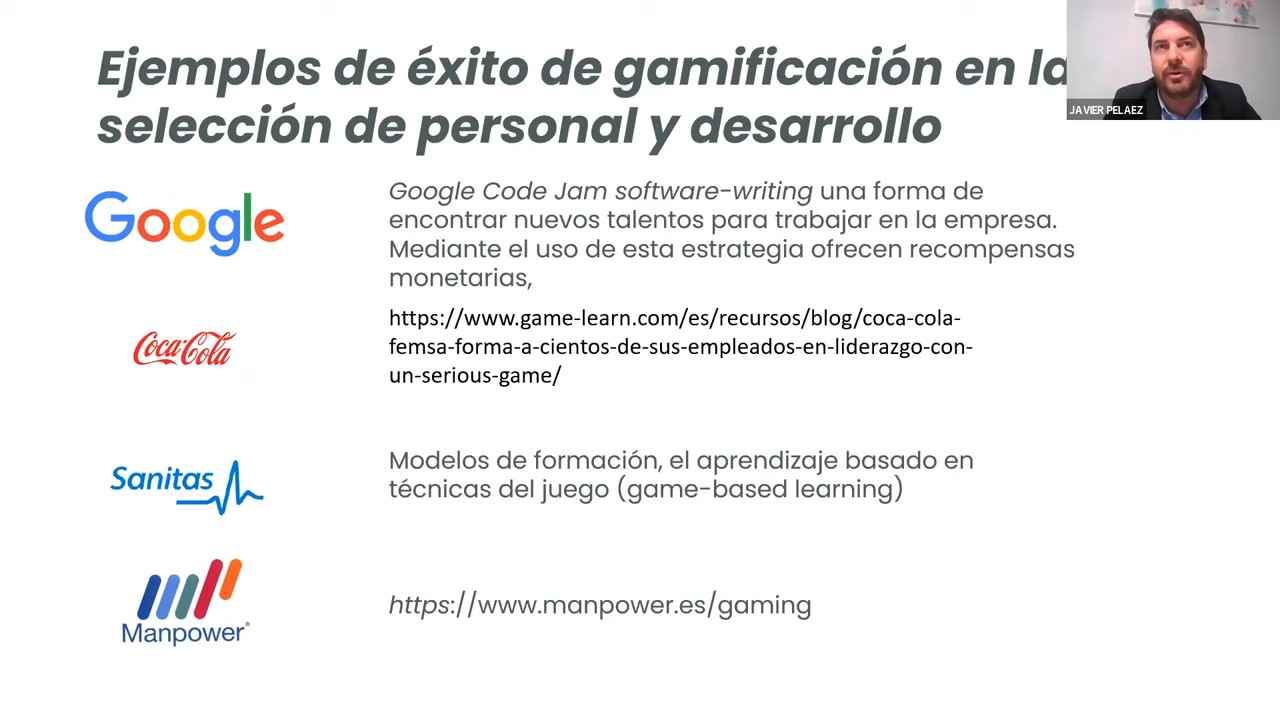 Ejemplos de éxito de gamificación en la
selección de personal y desarrollo
JAVIER PELAEZ
Google
Google Code Jam software-writing una forma de
encontrar nuevos talentos para trabajar en la empresa.
Mediante el uso de esta estrategia ofrecen recompensas
monetarias,
Coca-Cola
https://www.game-learn.com/es/recursos/blog/coca-cola-
femsa-forma-a-cientos-de-sus-empleados-en-liderazgo-con-
un-serious-game/
Sanitas
Modelos de formación, el aprendizaje basado en
técnicas del juego (game-based learning)
Manpower®
https://www.manpower.es/gaming